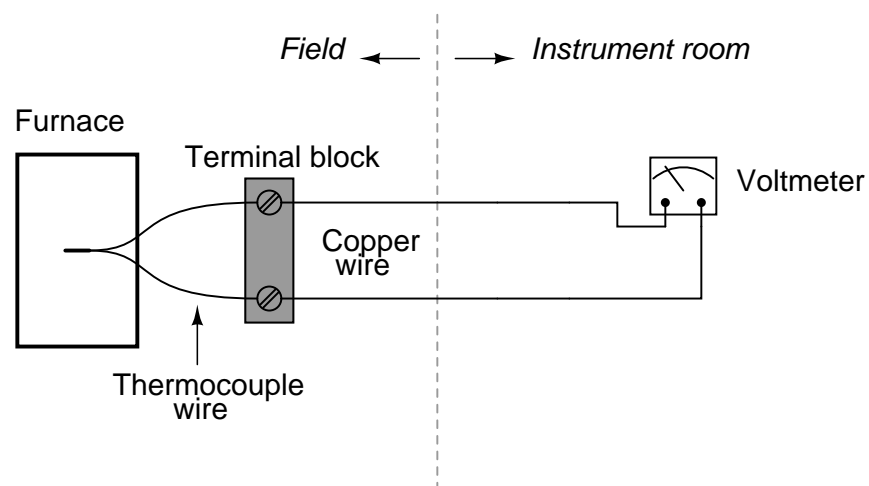 Field
Instrument room
Furnace
Terminal block
Voltmeter
Copper
wire
Thermocouple
wire